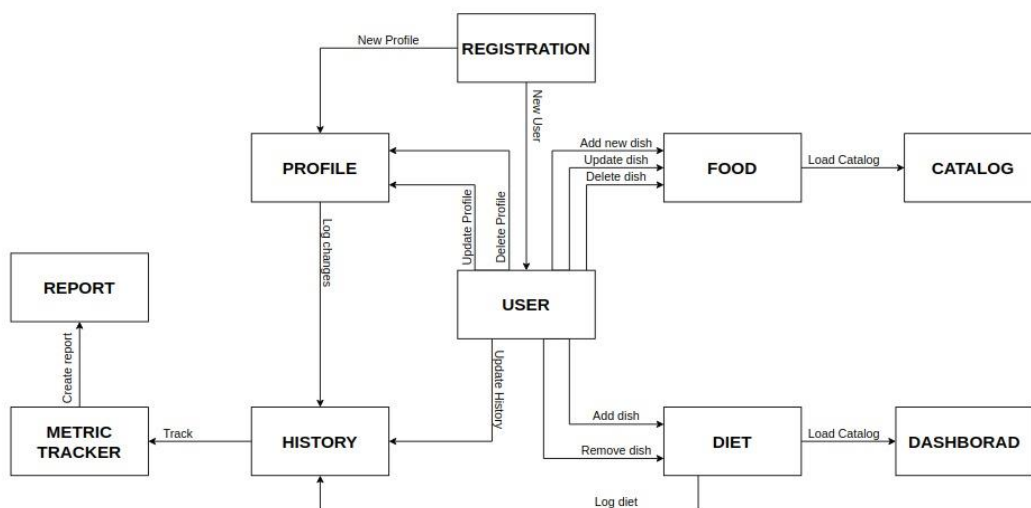 REGISTRATION
New Profile
New User
PROFILE
Add new dish
Update dish
Delete dish
FOOD
Load Catalog
CATALOG
Update Profile
Delete Profile
Log changes
REPORT
USER
Create report
Update History
METRIC
TRACKER
Track
HISTORY
Add dish
Remove dish
DIET
Load Catalog
DASHBORAD
Log diet